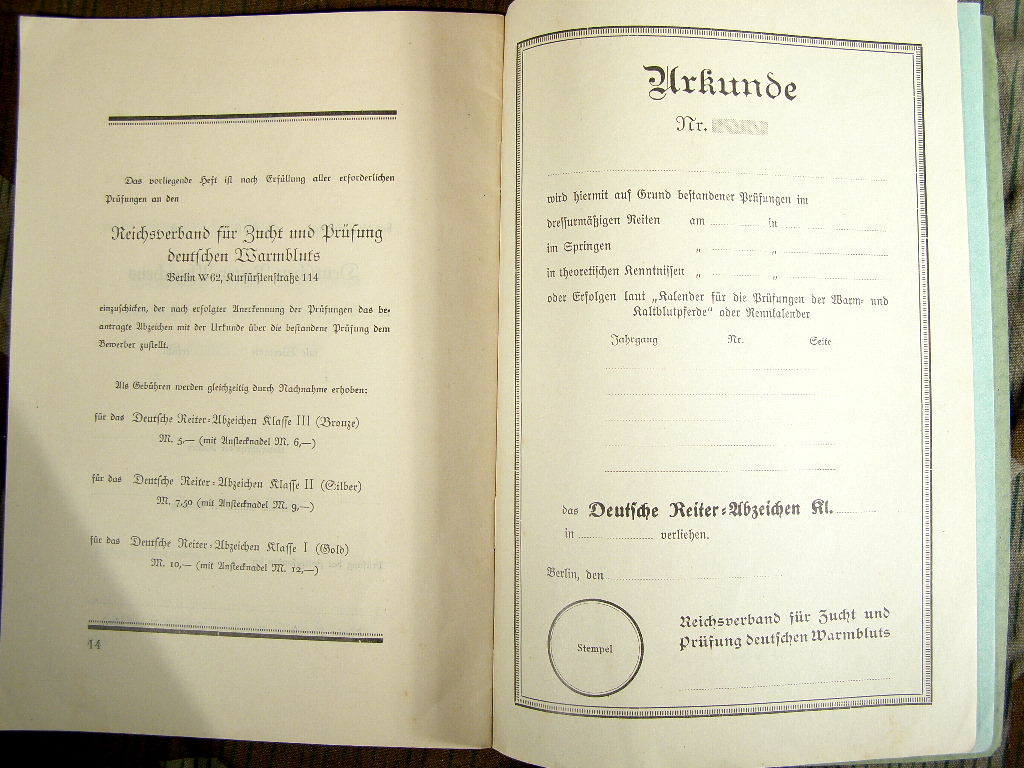 Das vorliegende Heft ist nach Erfüllung aller erforderlichen
Prüfungen an den
Reichsverband für Zucht und Prüfung
deutschen Warmbluts
Berlin W 62, Kurfürstenstraße 114
einzuschicken, der nach erfolgter Anerkennung der Prüfungen das be-
antragte Abzeichen mit der Urkunde über die bestandene Prüfung dem
Bewerber zustellt.
Als Gebühren werden gleichzeitig durch Nachnahme erhoben:
für das Deutsche Reiter-Abzeichen Klasse III (Bronze)
M. 5,— (mit Anstecknadel M. 6,—)
für das Deutsche Reiter-Abzeichen Klasse II (Silber)
M. 7,50 (mit Anstecknadel M. 9,—)
für das Deutsche Reiter-Abzeichen Klasse I (Gold)
M. 10,— (mit Anstecknadel M. 12,—)
14
Urkunde
Nr.
wird hiermit auf Grund bestandener Prüfungen im
dressurmäßigen Reiten am in
im Springen „ „
in theoretischen Kenntnissen „ „
oder Erfolgen laut „Kalender für die Prüfungen der Warm- und
Kaltblutpferde" oder Rennkalender
Jahrgang Nr. Seite
das Deutsche Reiter-Abzeichen Kl.
in verliehen.
Berlin, den
Reichsverband für Zucht und
Prüfung deutschen Warmbluts
Stempel